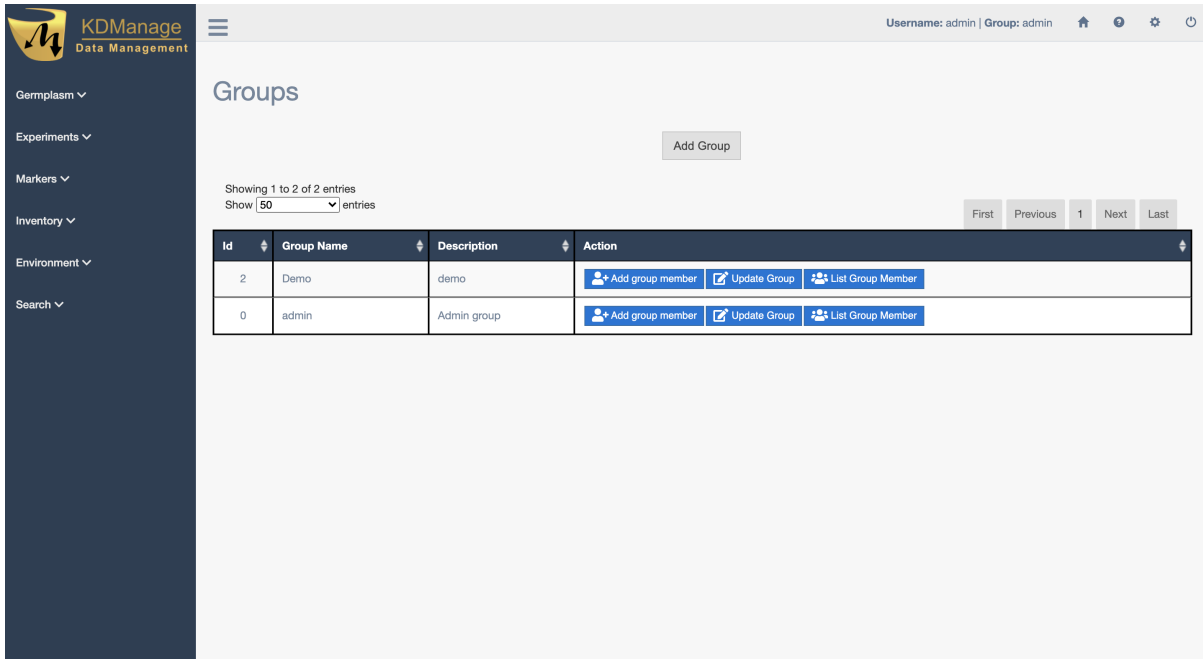 KDManage
Data Management
Username: admin | Group: admin
Germplasm
Experiments
Markers
Inventory
Environment
Search
Groups
Add Group
Showing 1 to 2 of 2 entries
Show 50 entries
First Previous 1 Next Last
Id Group Name Description Action
2 Demo demo Add group member Update Group List Group Member
0 admin Admin group Add group member Update Group List Group Member